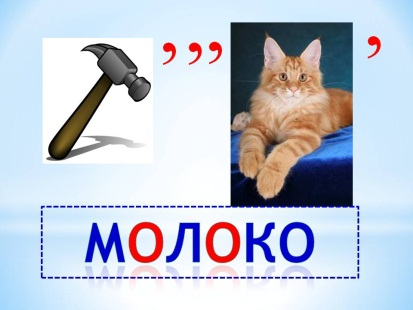 , , , ,
МОЛОКО